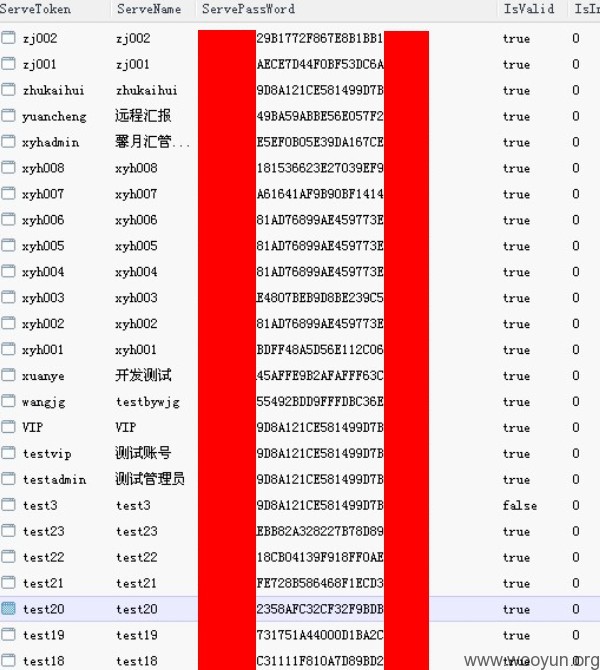 ServeToken ServeName ServePassWord IsValid IsIn
zj002 zj002 29B1772F867E8B1BB1 true 0
zj001 zj001 AECE7D44F0BF53DC6A true 0
zhukaihui zhukaihui 9D8A121CE581499D7B true 0
yuancheng 远程汇报 49BA59ABBE56E057F2 true 0
xyhadmin 馨月汇管... E5EF0B05E39DA167CE true 0
xyh008 xyh008 181536623E27039EF9 true 0
xyh007 xyh007 A61641AF9B90BF1414 true 0
xyh006 xyh006 81AD76899AE459773E true 0
xyh005 xyh005 81AD76899AE459773E true 0
xyh004 xyh004 81AD76899AE459773E true 0
xyh003 xyh003 E4807BEB9D8BE239C5 true 0
xyh002 xyh002 81AD76899AE459773E true 0
xyh001 xyh001 BDFF48A5D56E112C06 true 0
xuanye 开发测试 45AFFE9B2AFAFFF63C true 0
wangjg testbywjg 55492BDD9FFFDBC36E true 0
VIP VIP 9D8A121CE581499D7B true 0
testvip 测试账号 9D8A121CE581499D7B true 0
testadmin 测试管理员 9D8A121CE581499D7B true 0
test3 test3 9D8A121CE581499D7B false 0
test23 test23 EBB82A328227B78D89 true 0
test22 test22 18CB04139F918FF0AE true 0
test21 test21 FE728B586468F1ECD3 true 0
test20 test20 2358AFC32CF32F9BDB true 0
test19 test19 731751A44000D1BA2C true 0
test18 test18 C31111F810A7D89BD2 true 0
www.wooyun.org